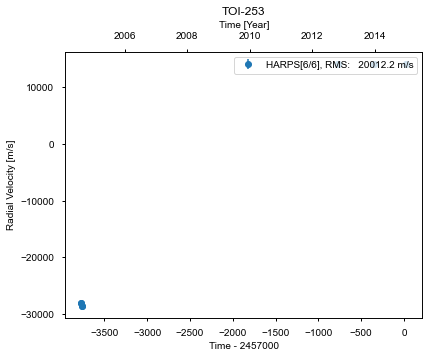 TOI-253
Time [Year]
2006 2008 2010 2012 2014
HARPS[6/6], RMS: 20012.2 m/s
Radial Velocity [m/s]
10000
0
−10000
−20000
−30000
−3500 −3000 −2500 −2000 −1500 −1000 −500 0
Time - 2457000